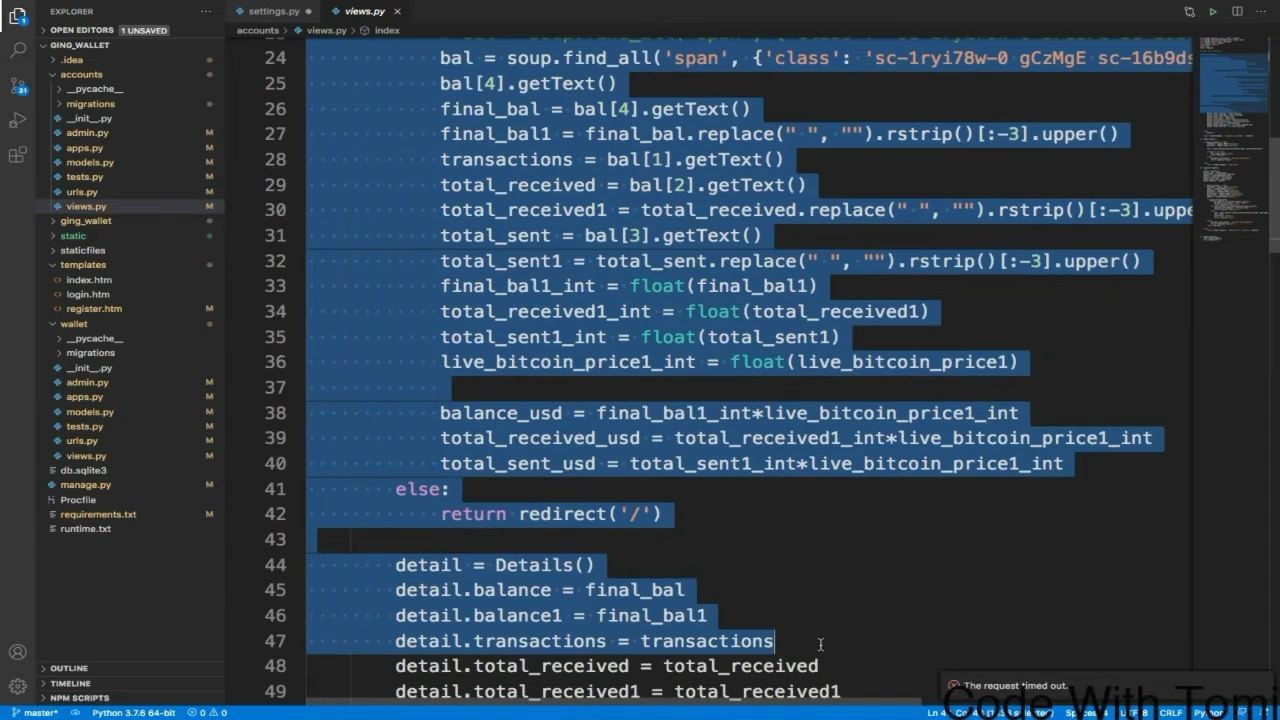 EXPLORER
settings.py
views.py
OPEN EDITORS 1 UNSAVED
accounts > views.py > index
GING_WALLET
.idea
accounts
__pycache__
migrations
__init__.py
admin.py M
apps.py M
models.py M
tests.py M
urls.py M
views.py M
ging_wallet
static
staticfiles
templates
index.htm
login.htm
register.htm M
wallet
__pycache__
migrations
__init__.py
admin.py M
apps.py M
models.py M
tests.py M
urls.py M
views.py M
db.sqlite3
manage.py M
Procfile
requirements.txt M
runtime.txt
OUTLINE
TIMELINE
NPM SCRIPTS
1
31
24 bal = soup.find_all('span', {'class': 'sc-1ryi78w-0 gCzMgE sc-16b9ds
25 bal[4].getText()
26 final_bal = bal[4].getText()
27 final_bal1 = final_bal.replace(" ", "").rstrip()[:-3].upper()
28 transations = bal[1].getText()
29 total_received = bal[2].getText()
30 total_received1 = total_received.replace(" ", "").rstrip()[:-3].uppe
31 total_sent = bal[3].getText()
32 total_sent1 = total_sent.replace(" ", "").rstrip()[:-3].upper()
33 final_bal1_int = float(final_bal1)
34 total_received1_int = float(total_received1)
35 total_sent1_int = float(total_sent1)
36 live_bitcoin_price1_int = float(live_bitcoin_price1)
37
38 balance_usd = final_bal1_int*live_bitcoin_price1_int
39 total_received_usd = total_received1_int*live_bitcoin_price1_int
40 total_sent_usd = total_sent1_int*live_bitcoin_price1_int
41 else:
42 return redirect('/')
43
44 detail = Details()
45 detail.balance = final_bal
46 detail.balance1 = final_bal1
47 detail.transactions = transactions
48 detail.total_received = total_received
49 detail.total_received1 = total_received1
The request timed out.
Code With Tomi
master* Python 3.7.6 64-bit 0 0
CRLF